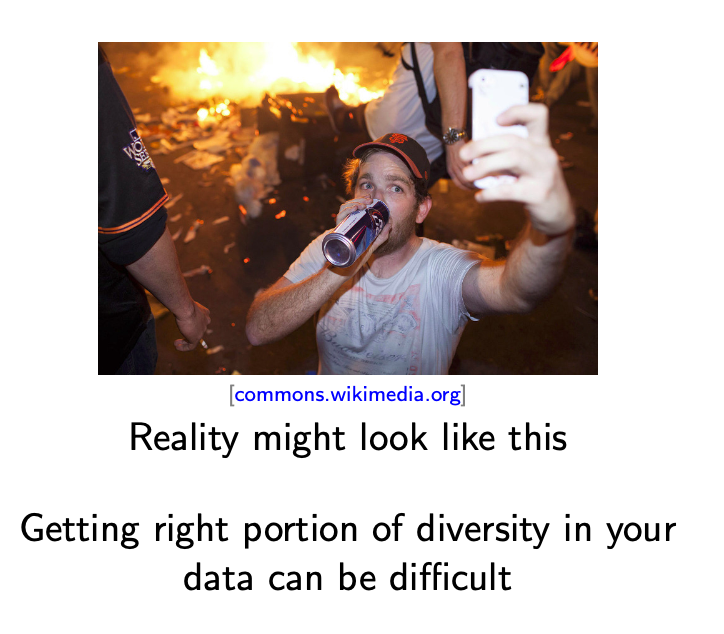 [commons.wikimedia.org]
Reality might look like this
Getting right portion of diversity in your
data can be difficult